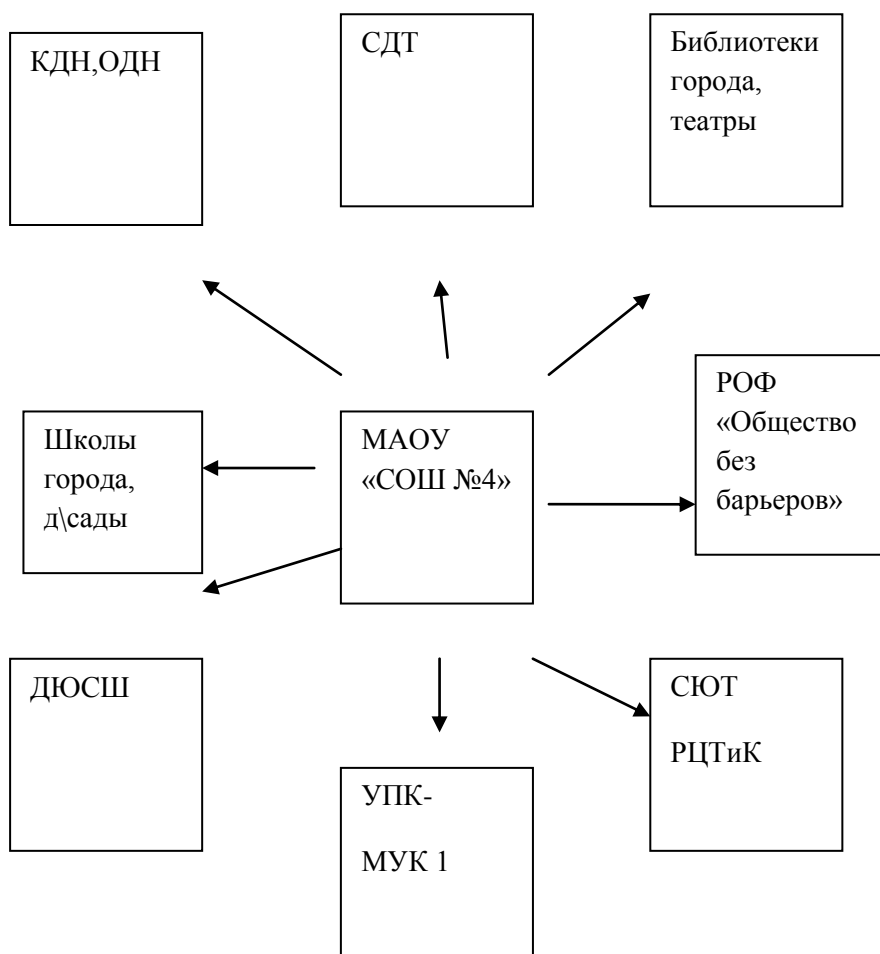 КДН,ОДН
СДТ
Библиотеки
города,
театры
Школы
города,
д\сады
МАОУ
«СОШ №4»
РОФ
«Общество
без
барьеров»
ДЮСШ
УПК-
МУК 1
СЮТ
РЦТиК